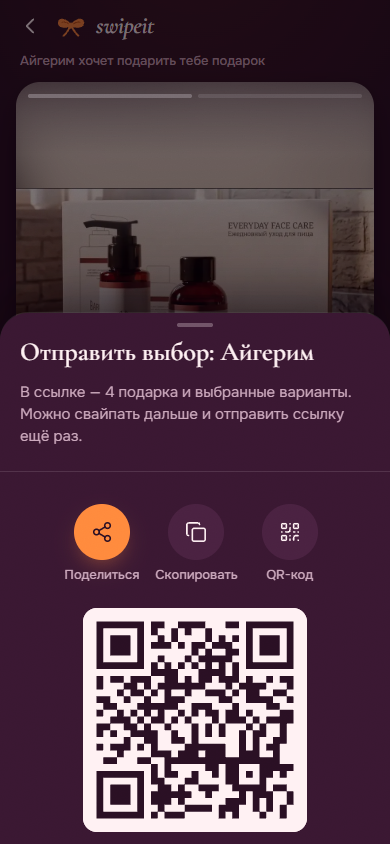 swipeit
Айгерим хочет подарить тебе подарок
EVERYDAY FACE CARE
Ежедневный уход для лица
Отправить выбор: Айгерим
В ссылке — 4 подарка и выбранные варианты.
Можно свайпать дальше и отправить ссылку
ещё раз.
Поделиться
Скопировать
QR-код